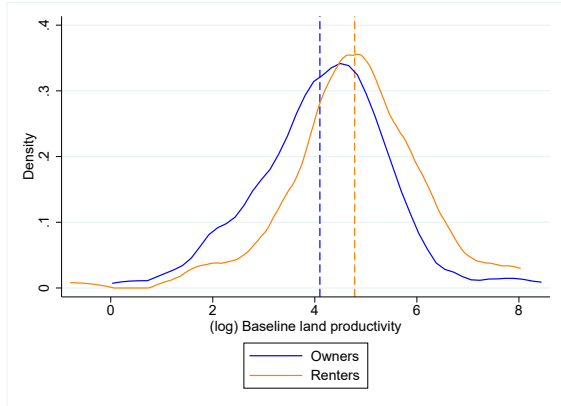 .4
.3
.2
.1
0
Density
0 2 4 6 8
(log) Baseline land productivity
Owners
Renters